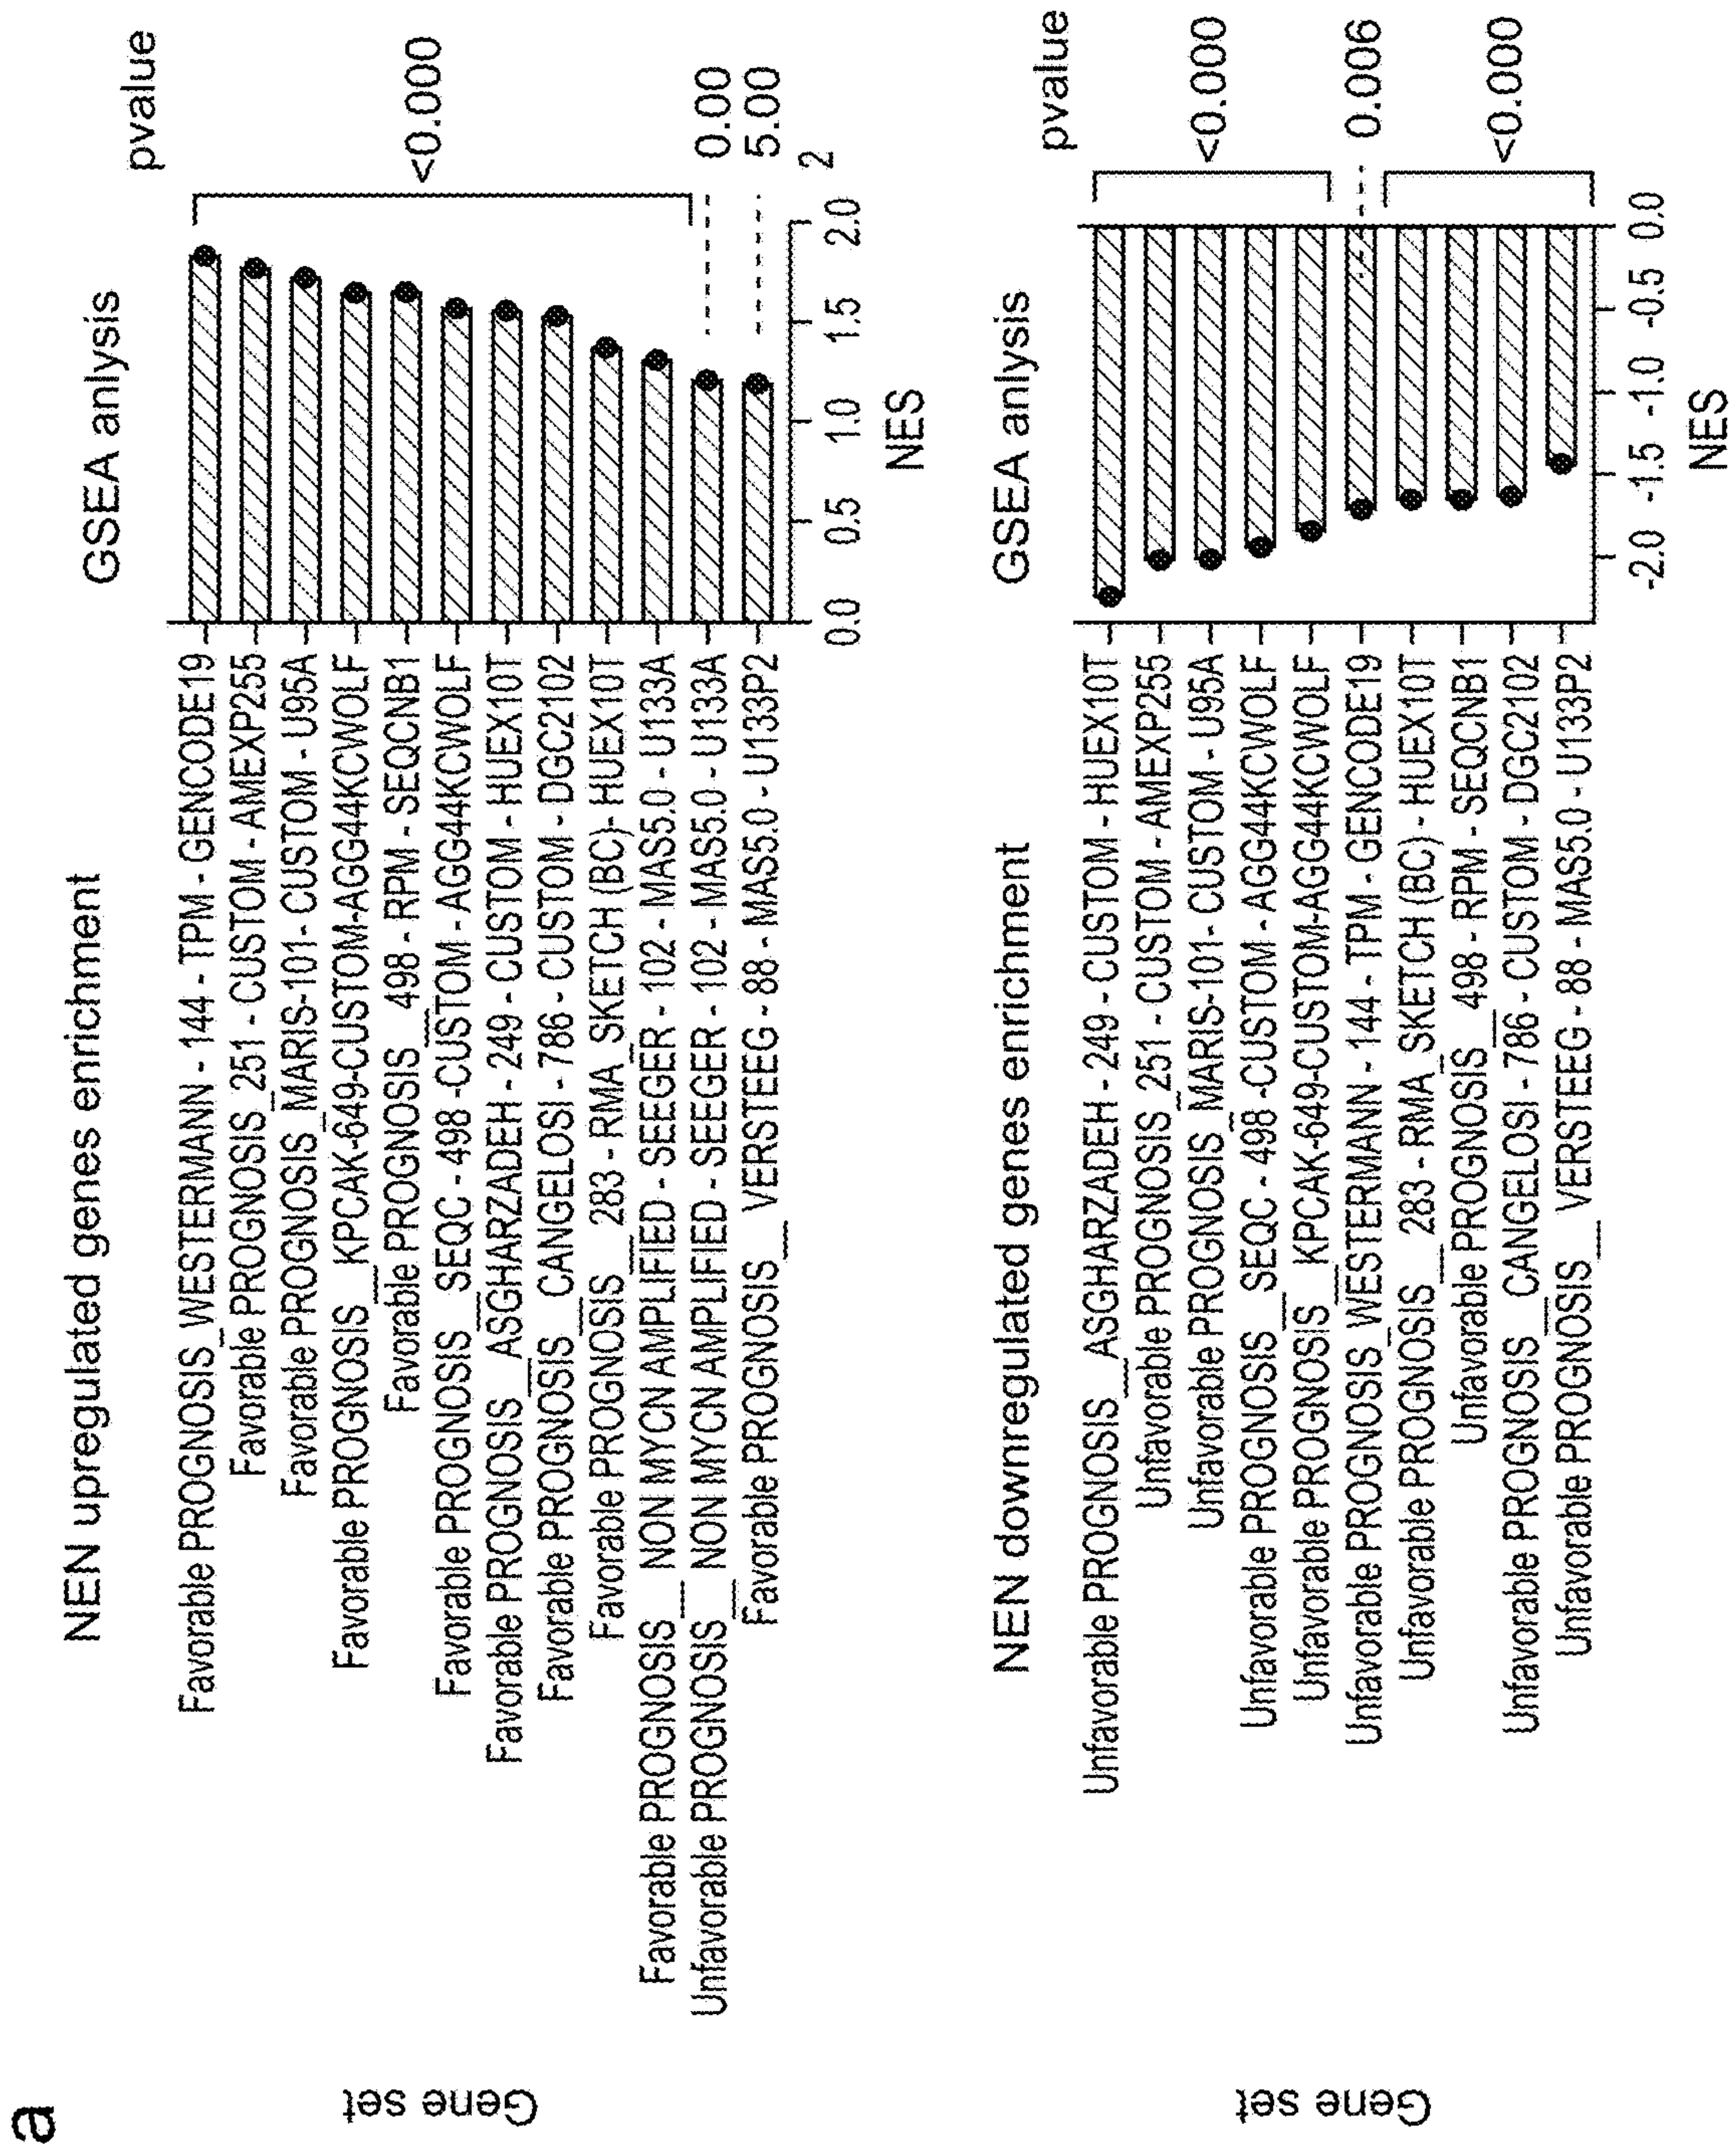 a
NEN upregulated genes enrichment
GSEA anlysis
pvalue
Gene set
Favorable PROGNOSIS_WESTERMANN - 144 - TPM - GENCODE19
Favorable PROGNOSIS_251 - CUSTOM - AMEXP255
Favorable PROGNOSIS_MARIS-101- CUSTOM - U95A
Favorable PROGNOSIS__KPCAK-649-CUSTOM-AGG44KCWOLF
Favorable PROGNOSIS__498 - RPM - SEQCNB1
Favorable PROGNOSIS__SEQC - 498 -CUSTOM - AGG44KCWOLF
Favorable PROGNOSIS__ASGHARZADEH - 249 - CUSTOM - HUEX10T
Favorable PROGNOSIS__CANGELOSI - 786 - CUSTOM - DGC2102
Favorable PROGNOSIS__283 - RMA_SKETCH (BC)- HUEX10T
Favorable PROGNOSIS__ NON MYCN AMPLIFIED - SEEGER - 102 - MAS5.0 - U133A
Unfavorable PROGNOSIS__ NON MYCN AMPLIFIED - SEEGER - 102 - MAS5.0 - U133A
Favorable PROGNOSIS__ VERSTEEG - 88 - MAS5.0 - U133P2
<0.000
0.00
5.00
2
0.0 0.5 1.0 1.5 2.0
NES
NEN downregulated genes enrichment
GSEA anlysis
pvalue
Gene set
Unfavorable PROGNOSIS__ASGHARZADEH - 249 - CUSTOM - HUEX10T
Unfavorable PROGNOSIS_251 - CUSTOM - AMEXP255
Unfavorable PROGNOSIS_MARIS-101- CUSTOM - U95A
Unfavorable PROGNOSIS__SEQC - 498 -CUSTOM - AGG44KCWOLF
Unfavorable PROGNOSIS__KPCAK-649-CUSTOM-AGG44KCWOLF
Unfavorable PROGNOSIS_WESTERMANN - 144 - TPM - GENCODE19
Unfavorable PROGNOSIS__283 - RMA_SKETCH (BC) - HUEX10T
Unfavorable PROGNOSIS__498 - RPM - SEQCNB1
Unfavorable PROGNOSIS__CANGELOSI - 786 - CUSTOM - DGC2102
Unfavorable PROGNOSIS__ VERSTEEG - 88 - MAS5.0 - U133P2
<0.000
0.006
<0.000
-2.0 -1.5 -1.0 -0.5 0.0
NES